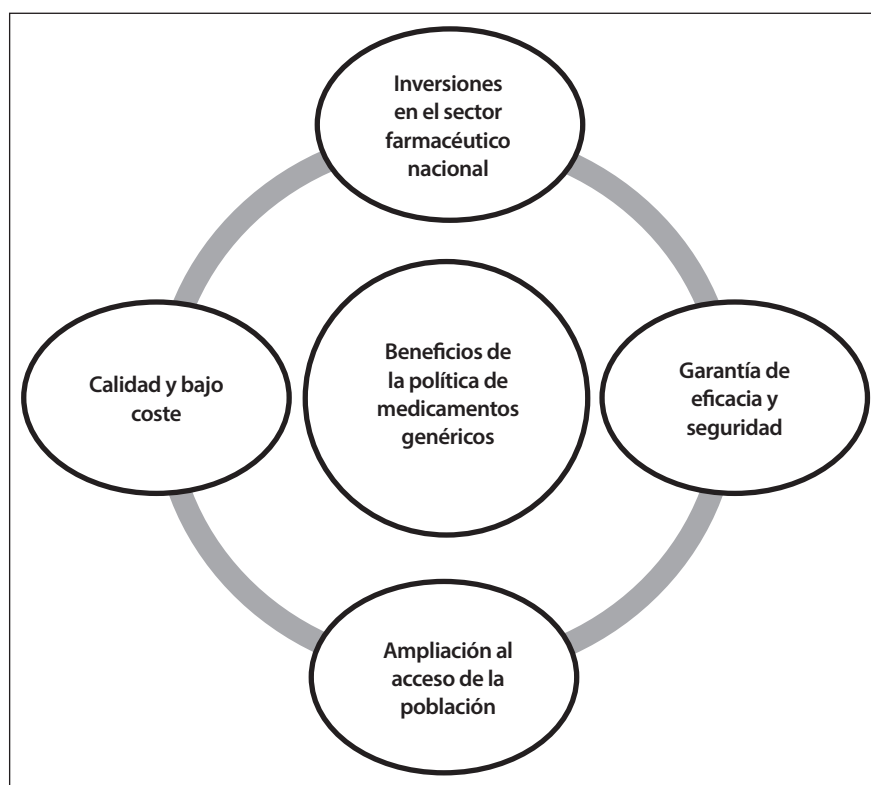 Inversiones
en el sector
farmacéutico
nacional
Calidad y bajo
coste
Beneficios de
la política de
medicamentos
genéricos
Garantía de
eficacia y
seguridad
Ampliación al
acceso de la
población